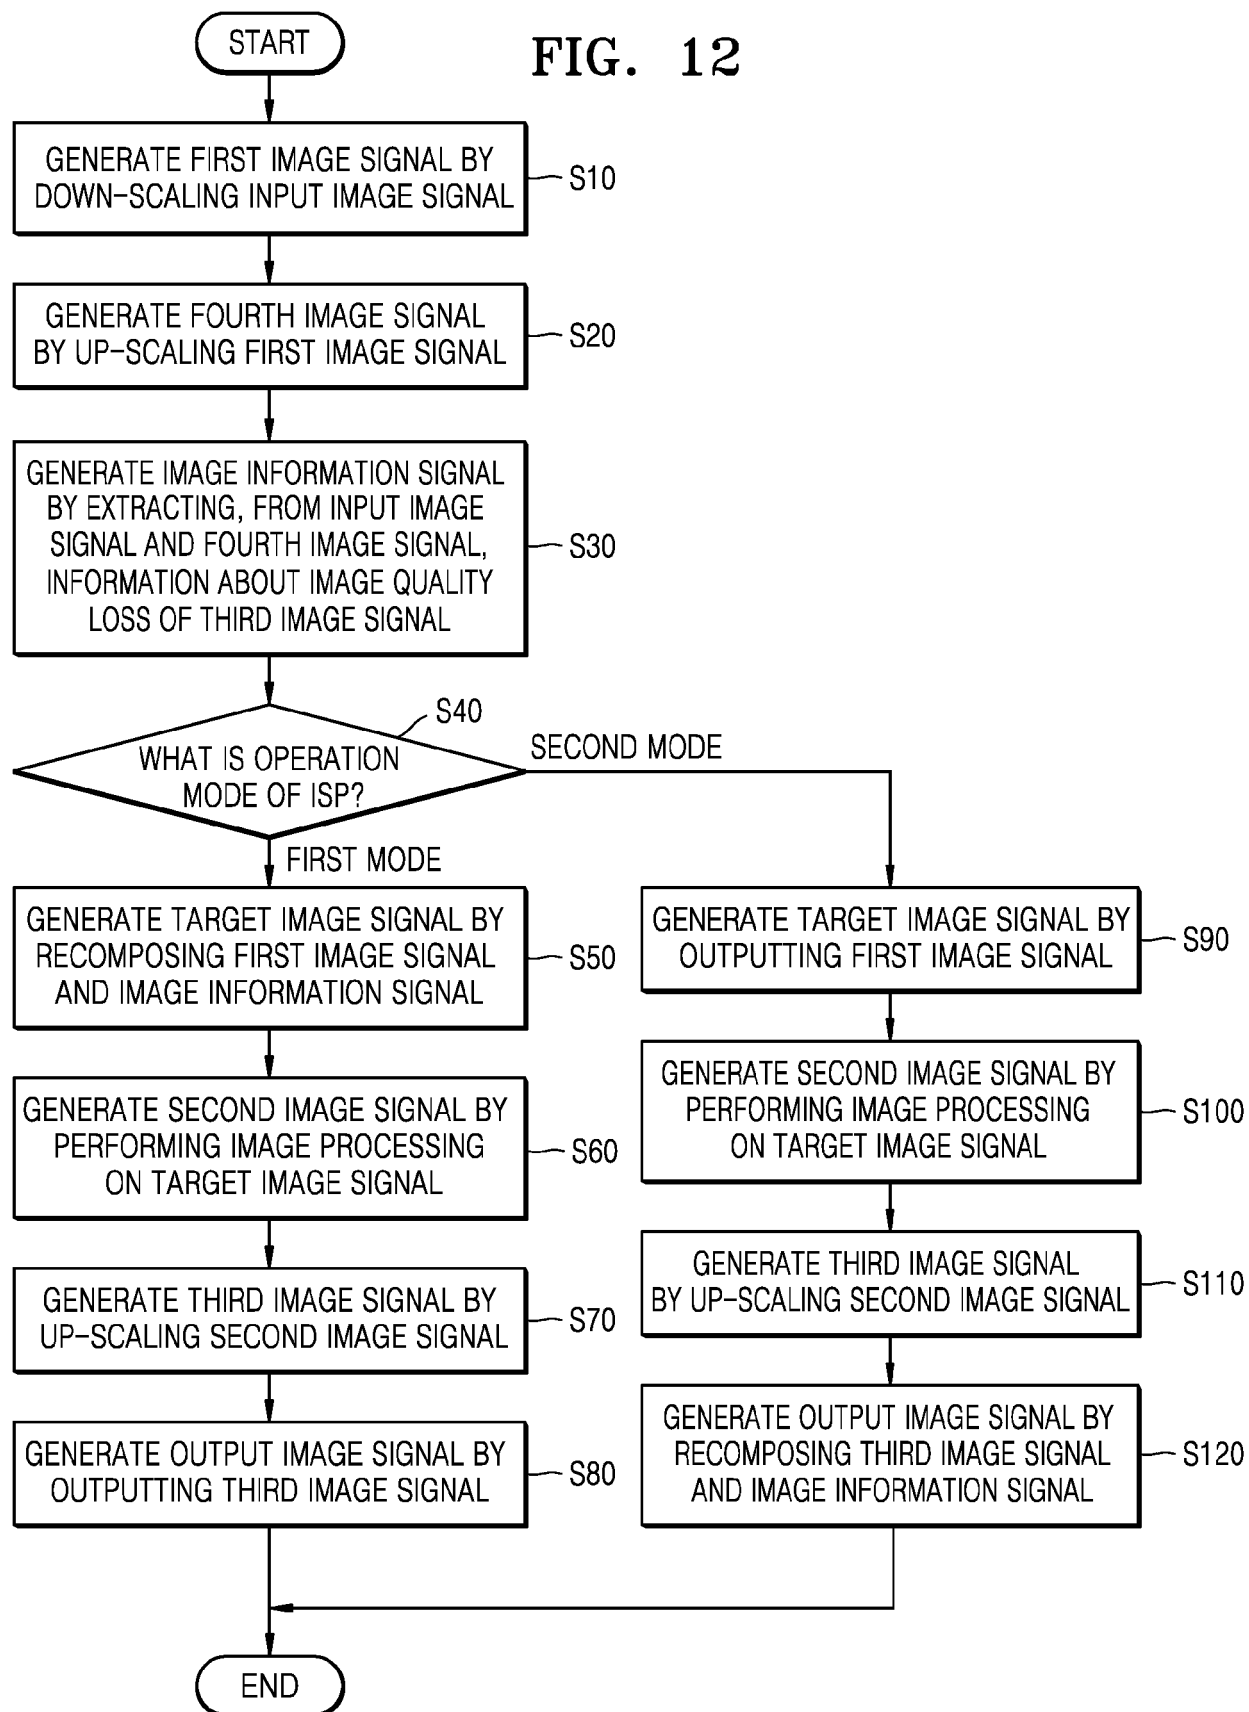 START
FIG. 12
GENERATE FIRST IMAGE SIGNAL BY
DOWN-SCALING INPUT IMAGE SIGNAL
S10
GENERATE FOURTH IMAGE SIGNAL
BY UP-SCALING FIRST IMAGE SIGNAL
S20
GENERATE IMAGE INFORMATION SIGNAL
BY EXTRACTING, FROM INPUT IMAGE
SIGNAL AND FOURTH IMAGE SIGNAL,
INFORMATION ABOUT IMAGE QUALITY
LOSS OF THIRD IMAGE SIGNAL
S30
S40
WHAT IS OPERATION
MODE OF ISP?
SECOND MODE
FIRST MODE
GENERATE TARGET IMAGE SIGNAL BY
RECOMPOSING FIRST IMAGE SIGNAL
AND IMAGE INFORMATION SIGNAL
S50
GENERATE SECOND IMAGE SIGNAL BY
PERFORMING IMAGE PROCESSING
ON TARGET IMAGE SIGNAL
S60
GENERATE THIRD IMAGE SIGNAL BY
UP-SCALING SECOND IMAGE SIGNAL
S70
GENERATE OUTPUT IMAGE SIGNAL BY
OUTPUTTING THIRD IMAGE SIGNAL
S80
GENERATE TARGET IMAGE SIGNAL BY
OUTPUTTING FIRST IMAGE SIGNAL
S90
GENERATE SECOND IMAGE SIGNAL BY
PERFORMING IMAGE PROCESSING
ON TARGET IMAGE SIGNAL
S100
GENERATE THIRD IMAGE SIGNAL
BY UP-SCALING SECOND IMAGE SIGNAL
S110
GENERATE OUTPUT IMAGE SIGNAL BY
RECOMPOSING THIRD IMAGE SIGNAL
AND IMAGE INFORMATION SIGNAL
S120
END